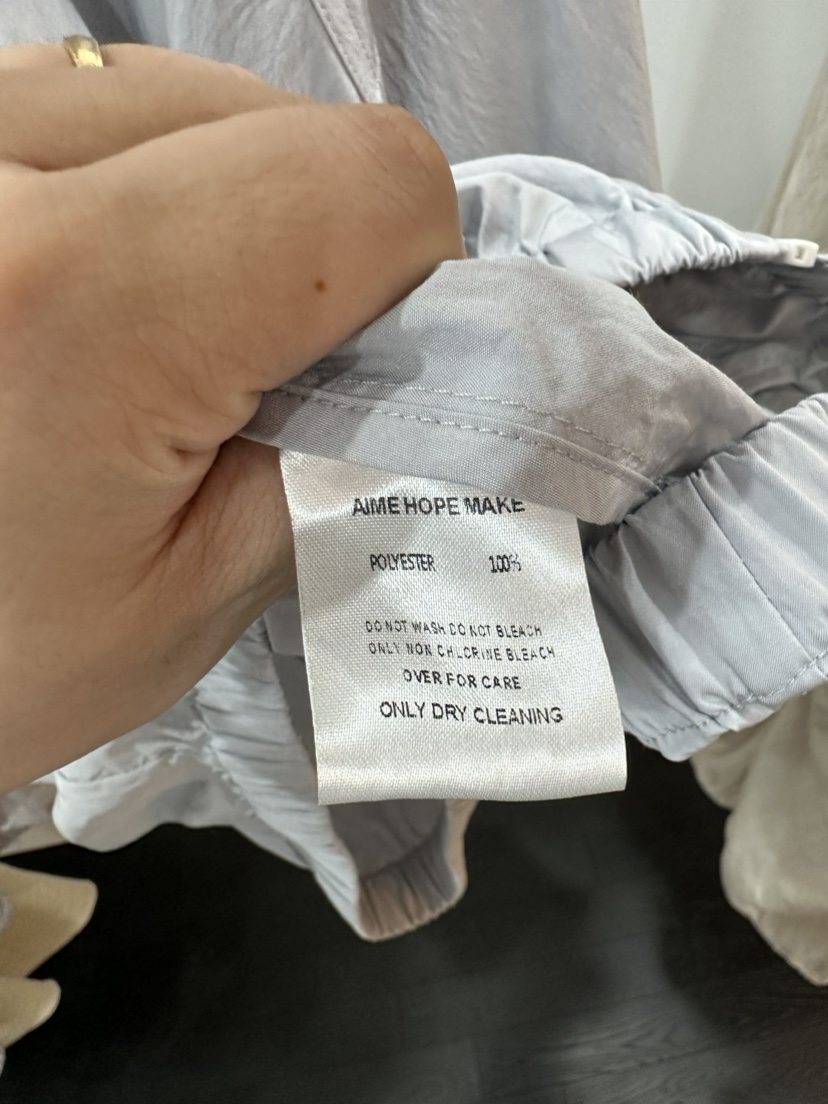 AIME HOPE MAKE
POLYESTER 100%
DO NOT WASH DO NOT BLEACH
ONLY NON CHLORINE BLEACH
OVER FOR CARE
ONLY DRY CLEANING